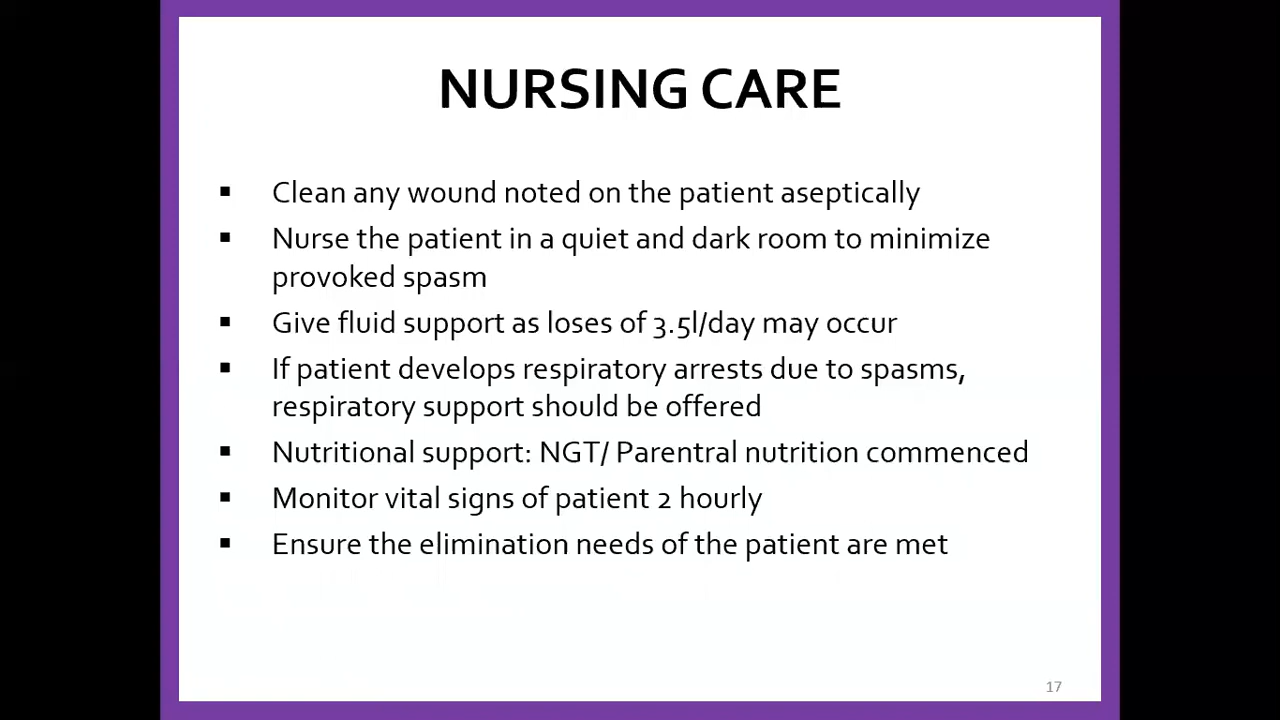 NURSING CARE
▪ Clean any wound noted on the patient aseptically
▪ Nurse the patient in a quiet and dark room to minimize
provoked spasm
▪ Give fluid support as loses of 3.5l/day may occur
▪ If patient develops respiratory arrests due to spasms,
respiratory support should be offered
▪ Nutritional support: NGT/ Parentral nutrition commenced
▪ Monitor vital signs of patient 2 hourly
▪ Ensure the elimination needs of the patient are met
17